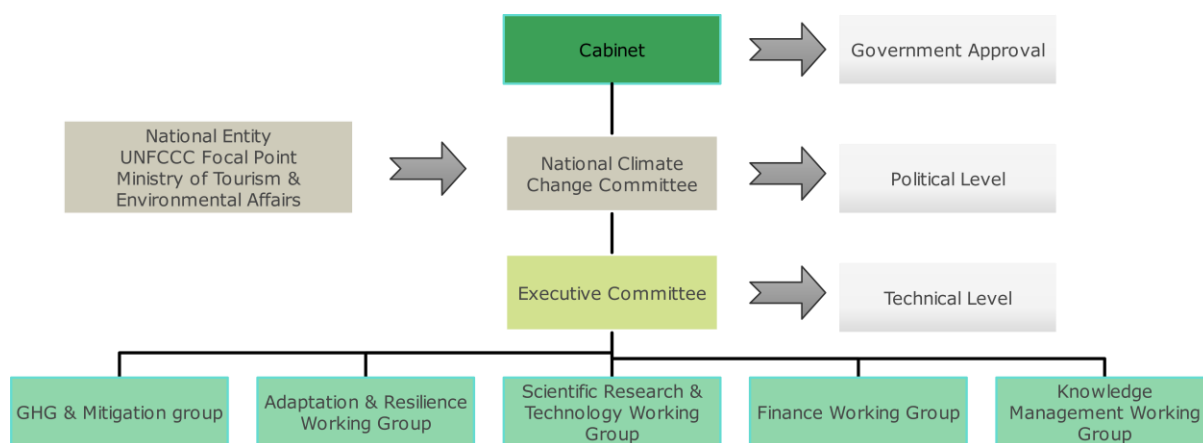 Cabinet
Government Approval
National Entity
UNFCCC Focal Point
Ministry of Tourism &
Environmental Affairs
National Climate
Change Committee
Political Level
Executive Committee
Technical Level
GHG & Mitigation group
Adaptation & Resilience
Working Group
Scientific Research &
Technology Working
Group
Finance Working Group
Knowledge
Management Working
Group